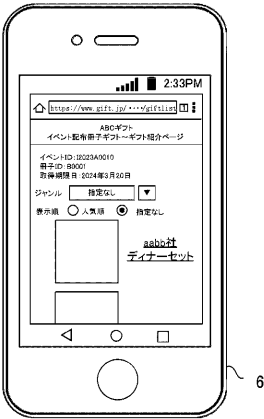 2:33PM
https://www.gift.jp/・・・/giftlist 1
ABCギフト
イベント配布冊子ギフト～ギフト紹介ページ
イベントID:I2023A0010
冊子ID:B0001
取得期限日:2024年3月20日
ジャンル 指定なし ▼
表示順 人気順 指定なし
aabb社
ディナーセット
6